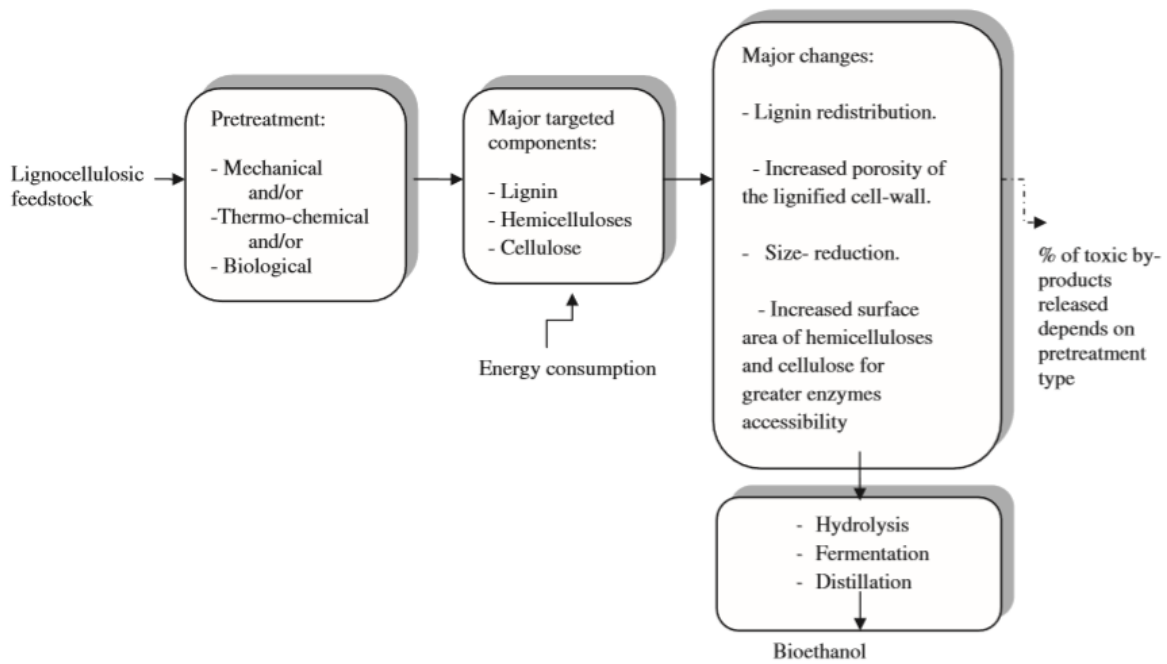 Lignocellulosic
feedstock
Pretreatment:
- Mechanical
and/or
-Thermo-chemical
and/or
- Biological
Major targeted
components:
- Lignin
- Hemicelluloses
- Cellulose
Energy consumption
Major changes:
- Lignin redistribution.
- Increased porosity of
the lignified cell-wall.
- Size- reduction.
- Increased surface
area of hemicelluloses
and cellulose for
greater enzymes
accessibility
% of toxic by-
products
released
depends on
pretreatment
type
- Hydrolysis
- Fermentation
- Distillation
Bioethanol